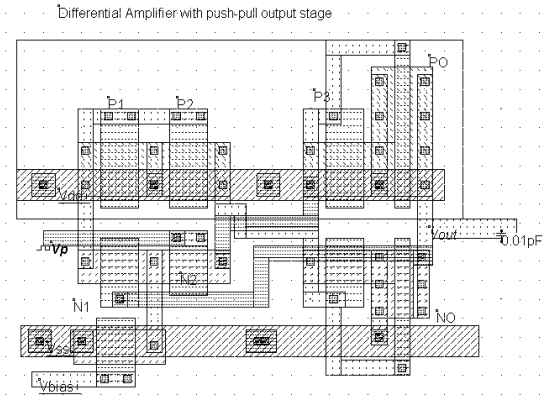 Differential Amplifier with push-pull output stage
PO
P1 P2 P3
Vdd
Vp
Vout
0.01pF
N2
N1
NO
Vss
Vbias